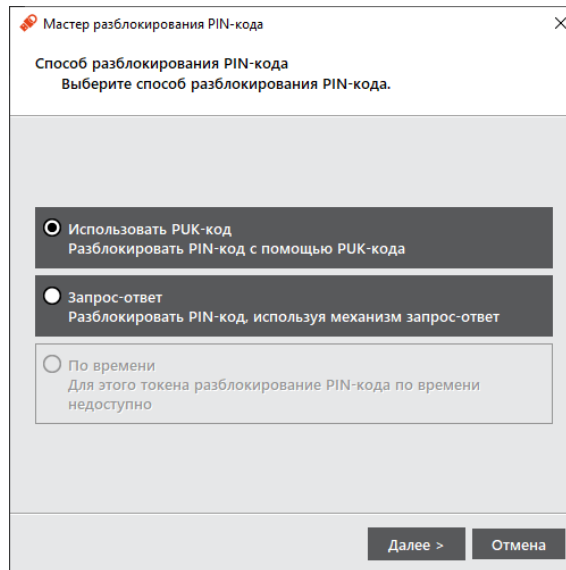 Мастер разблокирования PIN-кода
Способ разблокирования PIN-кода
Выберите способ разблокирования PIN-кода.
Использовать PUK-код
Разблокировать PIN-код с помощью PUK-кода
Запрос-ответ
Разблокировать PIN-код, используя механизм запрос-ответ
По времени
Для этого токена разблокирование PIN-кода по времени
недоступно
Далее >
Отмена